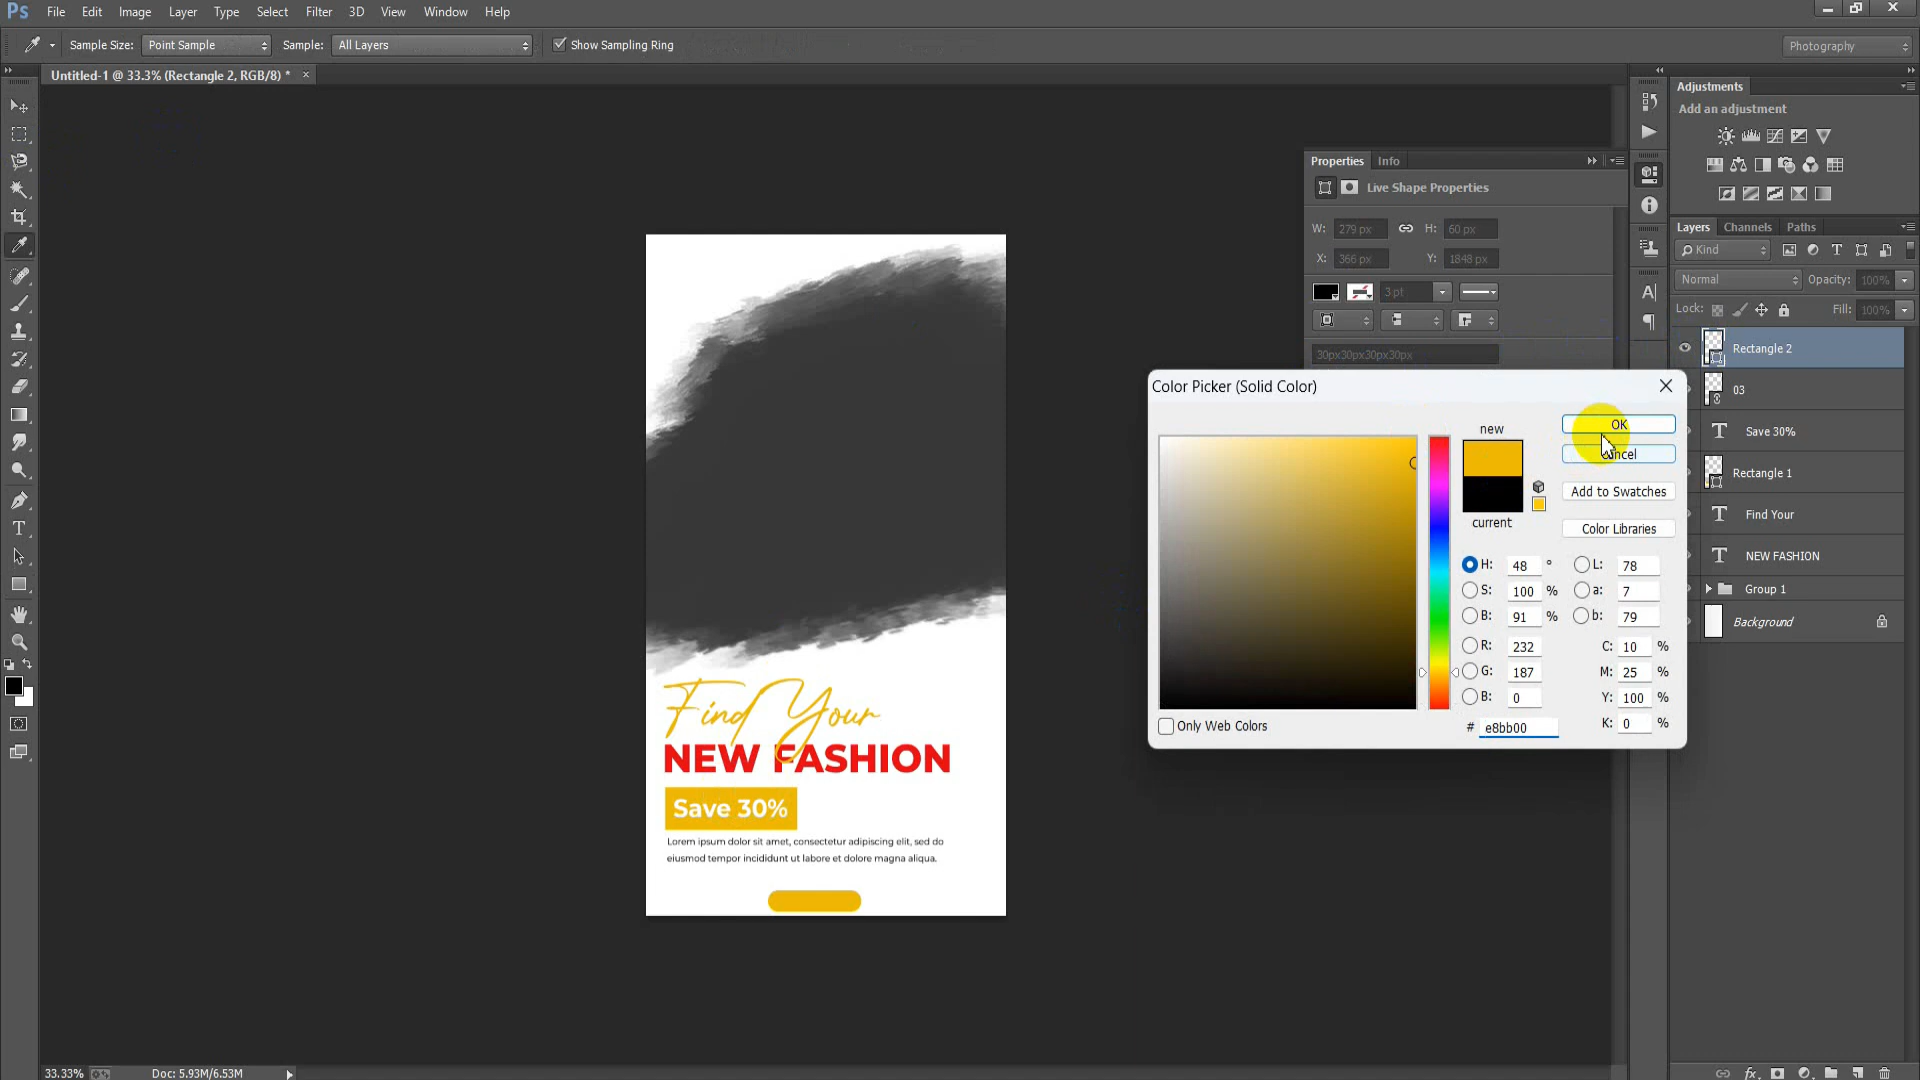 Ps File Edit Image Layer Type Select Filter 3D View Window Help
Sample Size: Point Sample Sample: All Layers Show Sampling Ring Photography
Untitled-1 @ 33.3% (Rectangle 2, RGB/8) * ×
Adjustments
Add an adjustment
Properties Info
Live Shape Properties
W: 279 px H: 60 px
X: 366 px Y: 1848 px
3 pt
30px30px30px30px
Layers Channels Paths
Kind
Normal Opacity: 100%
Lock: Fill: 100%
Rectangle 2
03
Save 30%
Rectangle 1
Find Your
NEW FASHION
Group 1
Background
Color Picker (Solid Color)
new
current
OK
Add to Swatches
Color Libraries
H: 48 ° L: 78
S: 100 % a: 7
B: 91 % b: 79
R: 232 C: 10 %
G: 187 M: 25 %
B: 0 Y: 100 %
# e8bb00 K: 0 %
Only Web Colors
Find Your
NEW FASHION
Save 30%
Lorem ipsum dolor sit amet, consectetur adipiscing elit, sed do
eiusmod tempor incididunt ut labore et dolore magna aliqua.
33.33% Doc: 5.93M/6.53M